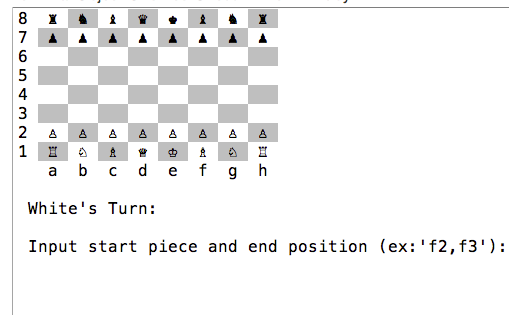 8 ♜ ♞ ♝ ♛ ♚ ♝ ♞ ♜
7 ♟ ♟ ♟ ♟ ♟ ♟ ♟ ♟
6
5
4
3
2 ♙ ♙ ♙ ♙ ♙ ♙ ♙ ♙
1 ♖ ♘ ♗ ♕ ♔ ♗ ♘ ♖
a b c d e f g h
White's Turn:
Input start piece and end position (ex:'f2,f3'):